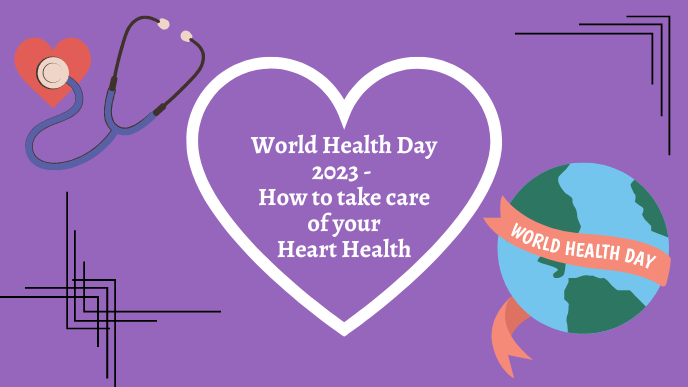 World Health Day
2023 -
How to take care
of your
Heart Health
WORLD HEALTH DAY